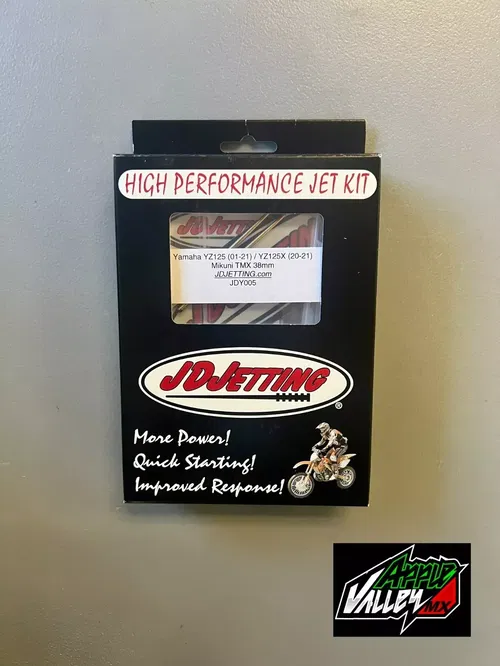 HIGH PERFORMANCE JET KIT
Yamaha YZ125 (01-21) / YZ125X (20-21)
Mikuni TMX 38mm
JDJETTING.com
JDY005
JDJETTING
®
More Power!
Quick Starting!
Improved Response!
APPLE
VALLEY
MX